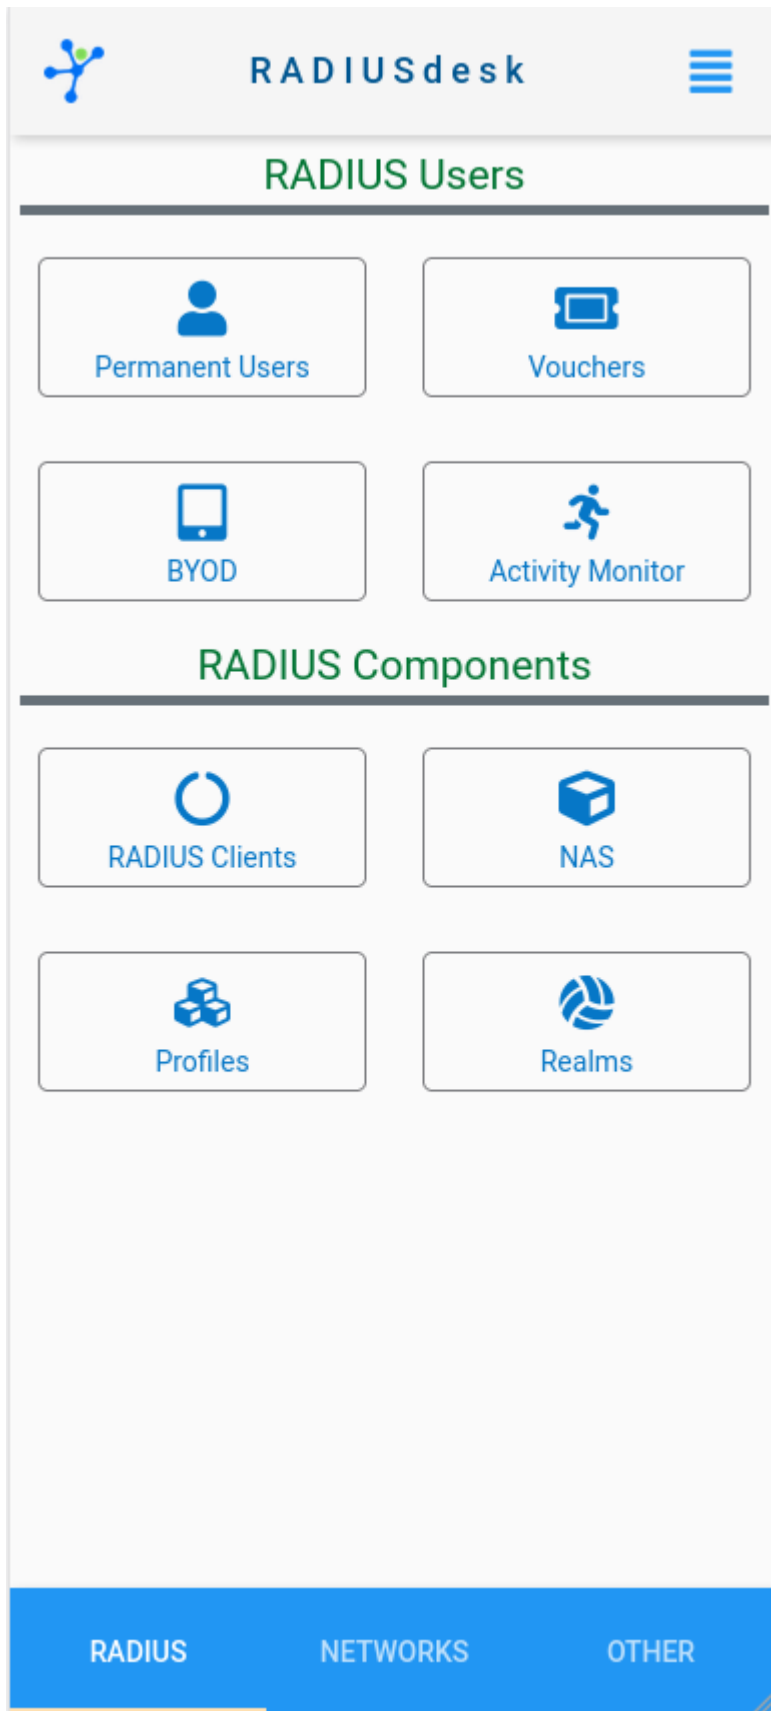 RADIUSdesk
RADIUS Users
Permanent Users
Vouchers
BYOD
Activity Monitor
RADIUS Components
RADIUS Clients
NAS
Profiles
Realms
RADIUS
NETWORKS
OTHER